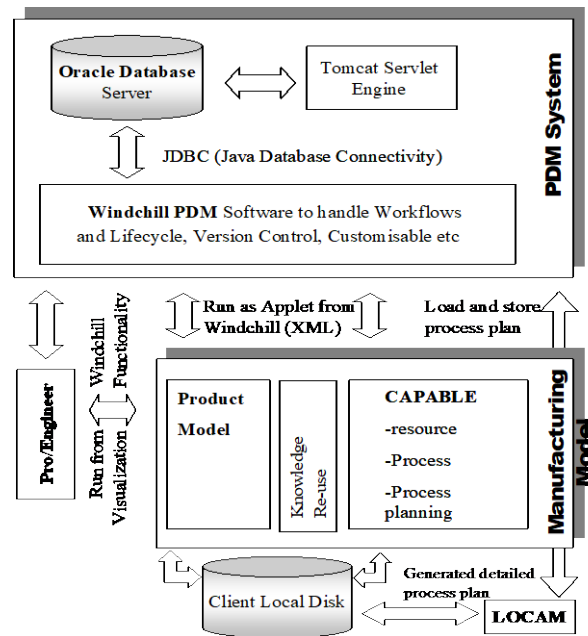 Oracle Database
Server
Tomcat Servlet
Engine
JDBC (Java Database Connectivity)
Windchill PDM Software to handle Workflows
and Lifecycle, Version Control, Customisable etc
PDM System
Windchill
Functionality
Run as Applet from
Windchill (XML)
Load and store
process plan
Pro/Engineer
Run from
Visualization
Product
Model
Knowledge
Re-use
CAPABLE
-resource
-Process
-Process
planning
Manufacturing
Model
Client Local Disk
Generated detailed
process plan
LOCAM